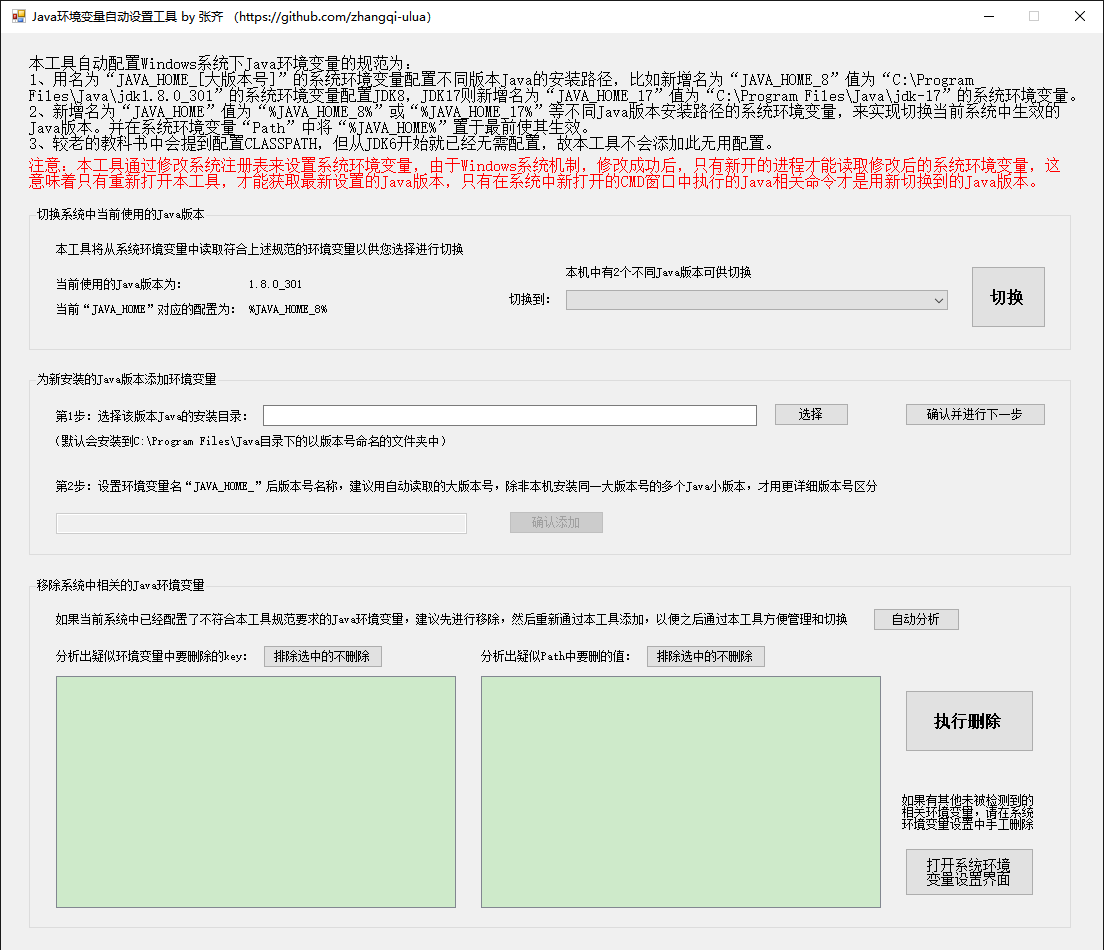 Java环境变量自动设置工具 by 张齐 （https://github.com/zhangqi-ulua）
本工具自动配置Windows系统下Java环境变量的规范为：
1、用名为“JAVA_HOME_[大版本号]”的系统环境变量配置不同版本Java的安装路径，比如新增名为“JAVA_HOME_8”值为“C:\Program
Files\Java\jdk1.8.0_301”的系统环境变量配置JDK8，JDK17则新增名为“JAVA_HOME_17”值为“C:\Program Files\Java\jdk-17”的系统环境变量。
2、新增名为“JAVA_HOME”值为“%JAVA_HOME_8%”或“%JAVA_HOME_17%”等不同Java版本安装路径的系统环境变量，来实现切换当前系统中生效的
Java版本。并在系统环境变量“Path”中将“%JAVA_HOME%”置于最前使其生效。
3、较老的教科书中会提到配置CLASSPATH，但从JDK6开始就已经无需配置，故本工具不会添加此无用配置。
注意：本工具通过修改系统注册表来设置系统环境变量，由于Windows系统机制，修改成功后，只有新开的进程才能读取修改后的系统环境变量，这
意味着只有重新打开本工具，才能获取最新设置的Java版本，只有在系统中新打开的CMD窗口中执行的Java相关命令才是用新切换到的Java版本。
切换系统中当前使用的Java版本
本工具将从系统环境变量中读取符合上述规范的环境变量以供您选择进行切换
本机中有2个不同Java版本可供切换
当前使用的Java版本为： 1.8.0_301
切换到：
切换
当前“JAVA_HOME”对应的配置为： %JAVA_HOME_8%
为新安装的Java版本添加环境变量
第1步：选择该版本Java的安装目录： 选择 确认并进行下一步
（默认会安装到C:\Program Files\Java目录下的以版本号命名的文件夹中）
第2步：设置环境变量名“JAVA_HOME_”后版本号名称，建议用自动读取的大版本号，除非本机安装同一大版本号的多个Java小版本，才用更详细版本号区分
确认添加
移除系统中相关的Java环境变量
如果当前系统中已经配置了不符合本工具规范要求的Java环境变量，建议先进行移除，然后重新通过本工具添加，以便之后通过本工具方便管理和切换 自动分析
分析出疑似环境变量中要删除的key： 排除选中的不删除 分析出疑似Path中要删的值： 排除选中的不删除
执行删除
如果有其他未被检测到的
相关环境变量，请在系统
环境变量设置中手工删除
打开系统环境
变量设置界面